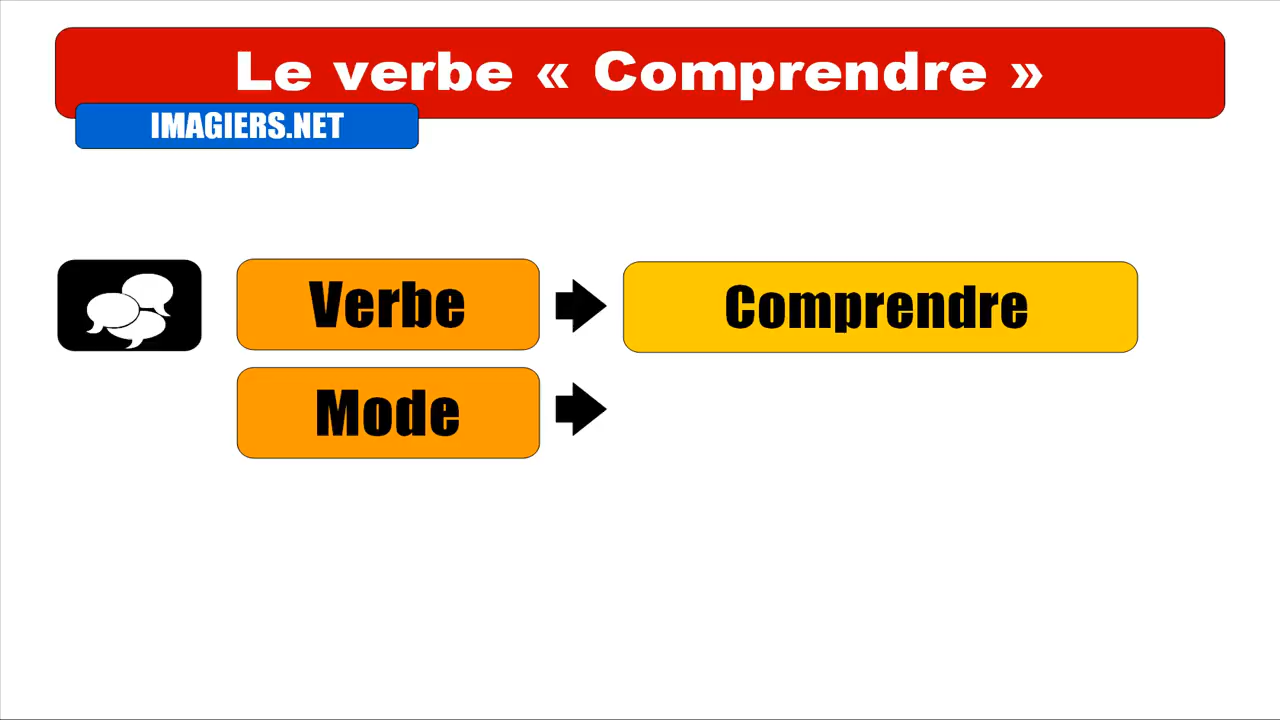 Le verbe « Comprendre »
IMAGIERS.NET
Verbe
Comprendre
Mode